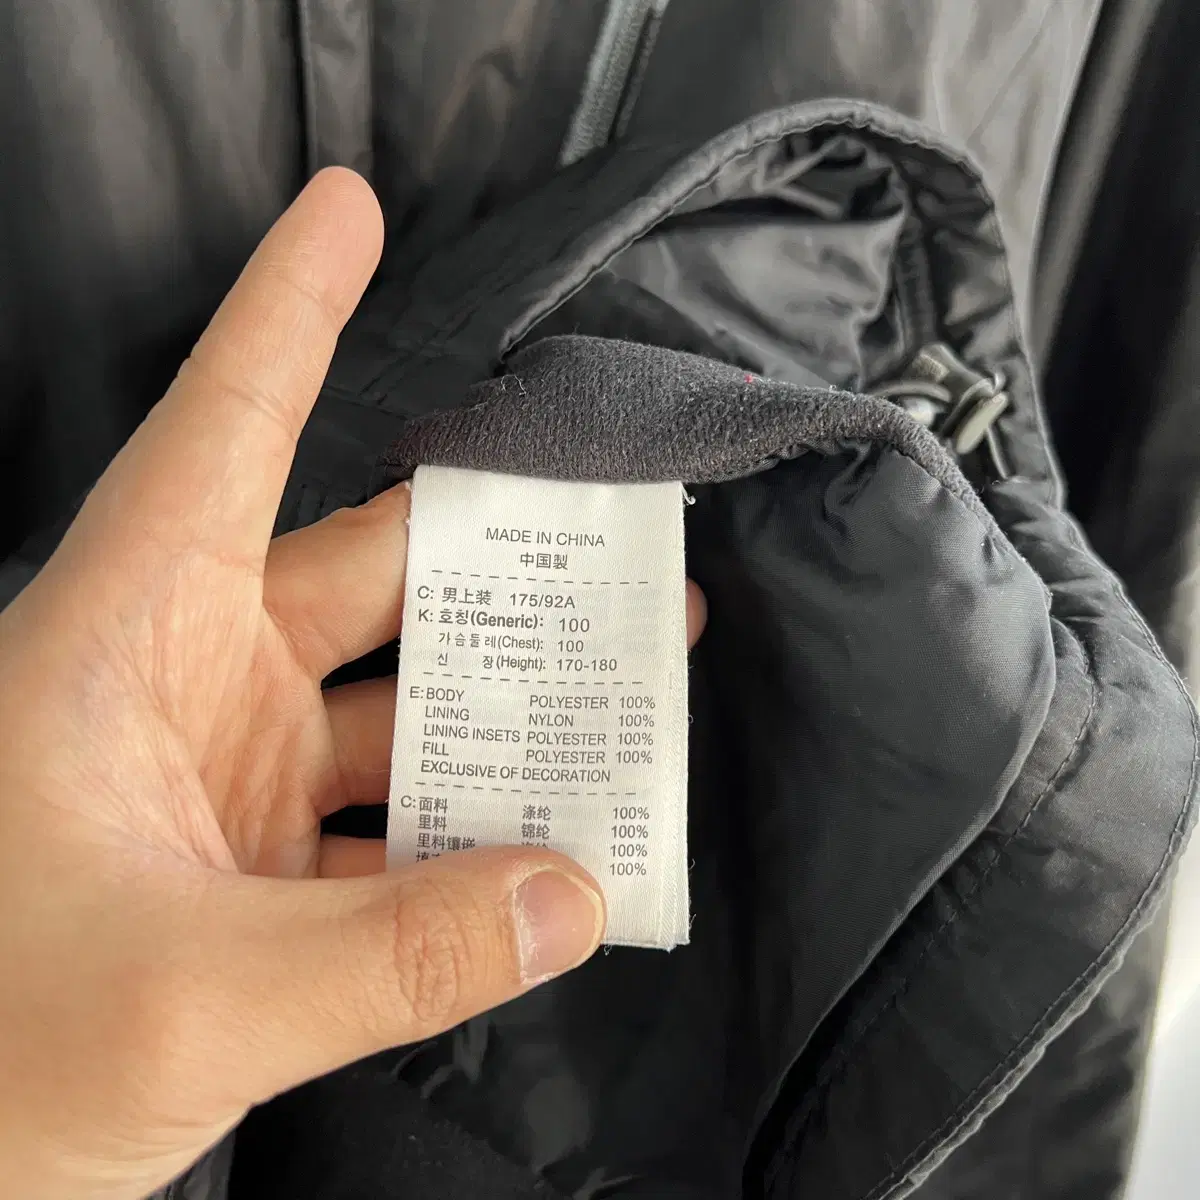 MADE IN CHINA
中国製
C: 男上装 175/92A
K: 호칭(Generic): 100
가슴둘레(Chest): 100
신 장(Height): 170-180
E: BODY POLYESTER 100%
LINING NYLON 100%
LINING INSETS POLYESTER 100%
FILL POLYESTER 100%
EXCLUSIVE OF DECORATION
C: 面料 涤纶 100%
里料 锦纶 100%
里料镶嵌 100%
100%